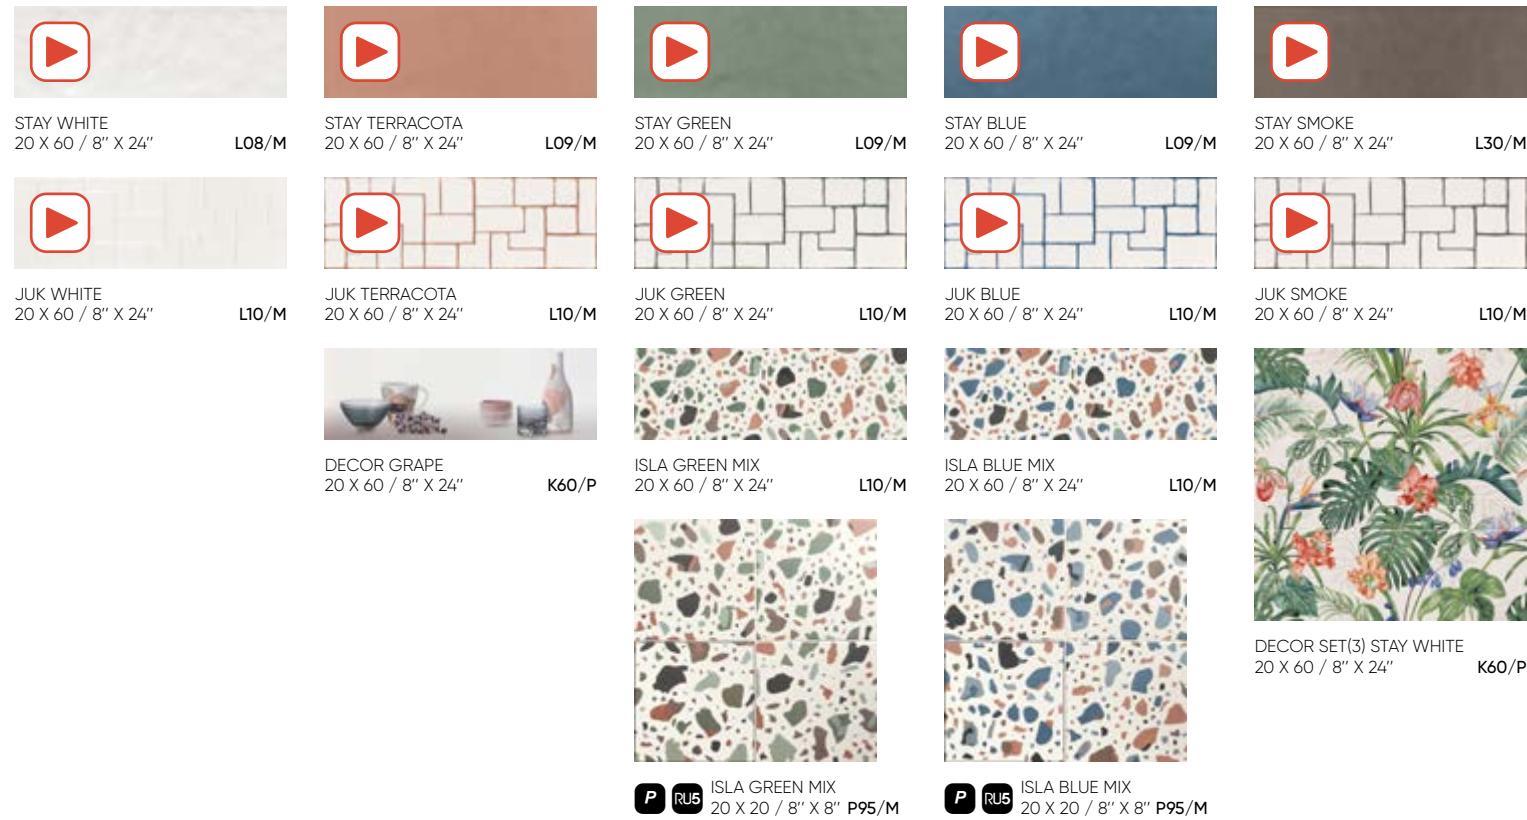 STAY WHITE
20 X 60 / 8’’ X 24’’ L08/M
STAY TERRACOTA
20 X 60 / 8’’ X 24’’ L09/M
STAY GREEN
20 X 60 / 8’’ X 24’’ L09/M
STAY BLUE
20 X 60 / 8’’ X 24’’ L09/M
STAY SMOKE
20 X 60 / 8’’ X 24’’ L30/M
JUK WHITE
20 X 60 / 8’’ X 24’’ L10/M
JUK TERRACOTA
20 X 60 / 8’’ X 24’’ L10/M
JUK GREEN
20 X 60 / 8’’ X 24’’ L10/M
JUK BLUE
20 X 60 / 8’’ X 24’’ L10/M
JUK SMOKE
20 X 60 / 8’’ X 24’’ L10/M
DECOR GRAPE
20 X 60 / 8’’ X 24’’ K60/P
ISLA GREEN MIX
20 X 60 / 8’’ X 24’’ L10/M
ISLA BLUE MIX
20 X 60 / 8’’ X 24’’ L10/M
DECOR SET(3) STAY WHITE
20 X 60 / 8’’ X 24’’ K60/P
P RU5
ISLA GREEN MIX
20 X 20 / 8’’ X 8’’ P95/M
P RU5
ISLA BLUE MIX
20 X 20 / 8’’ X 8’’ P95/M